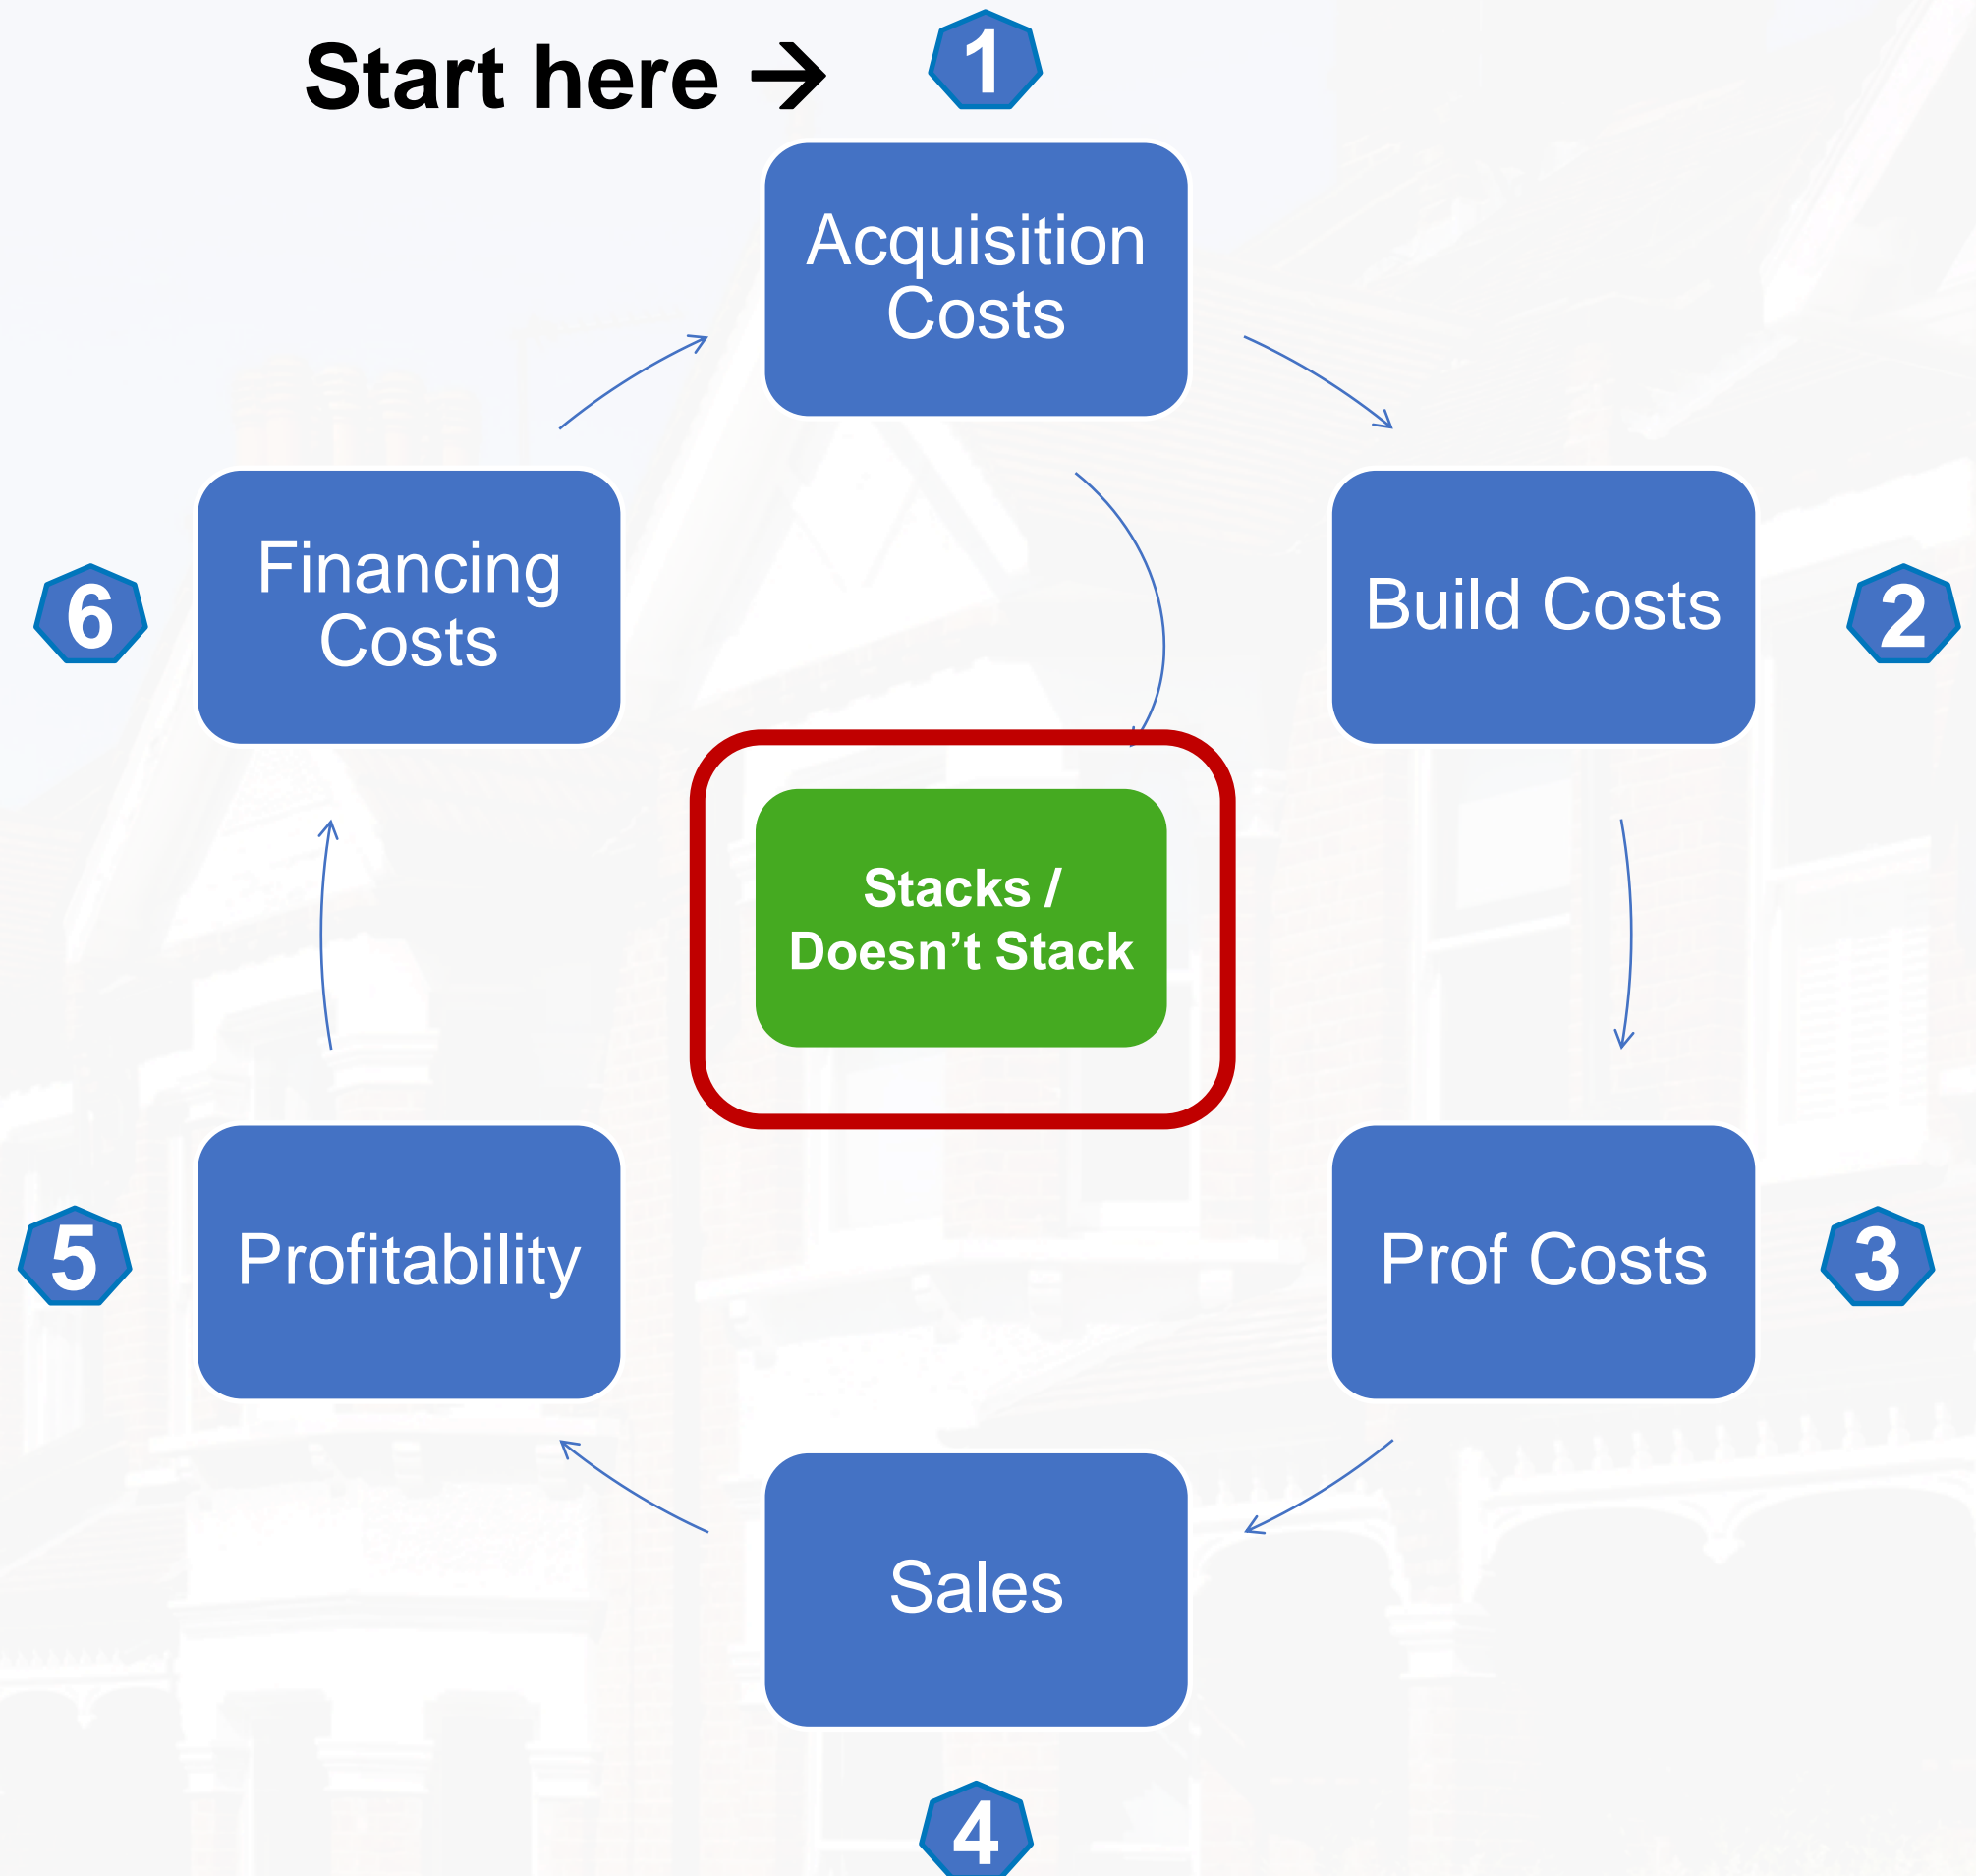 Start here →
1
Acquisition
Costs
Build Costs
2
Prof Costs
3
Sales
4
Profitability
5
Financing
Costs
6
Stacks /
Doesn’t Stack